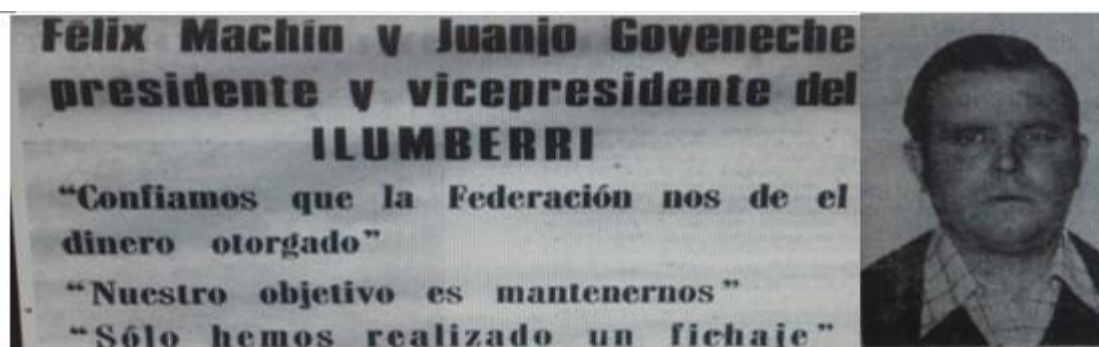 Félix Machín y Juanjo Goyeneche
presidente y vicepresidente del
ILUMBERRI
“Confiamos que la Federación nos de el
dinero otorgado”
“Nuestro objetivo es mantenernos”
“Sólo hemos realizado un fichaje”